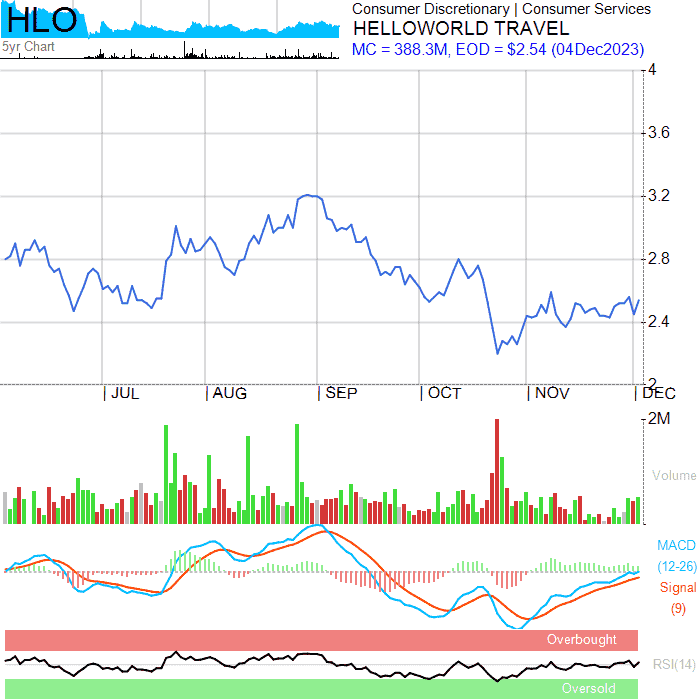 HLO
5yr Chart
Consumer Discretionary | Consumer Services
HELLOWORLD TRAVEL
MC = 388.3M, EOD = $2.54 (04Dec2023)
4
3.6
3.2
2.8
2.4
2
| JUL | AUG | SEP | OCT | NOV | DEC
2M
Volume
MACD
(12-26)
Signal
(9)
Overbought
RSI(14)
Oversold